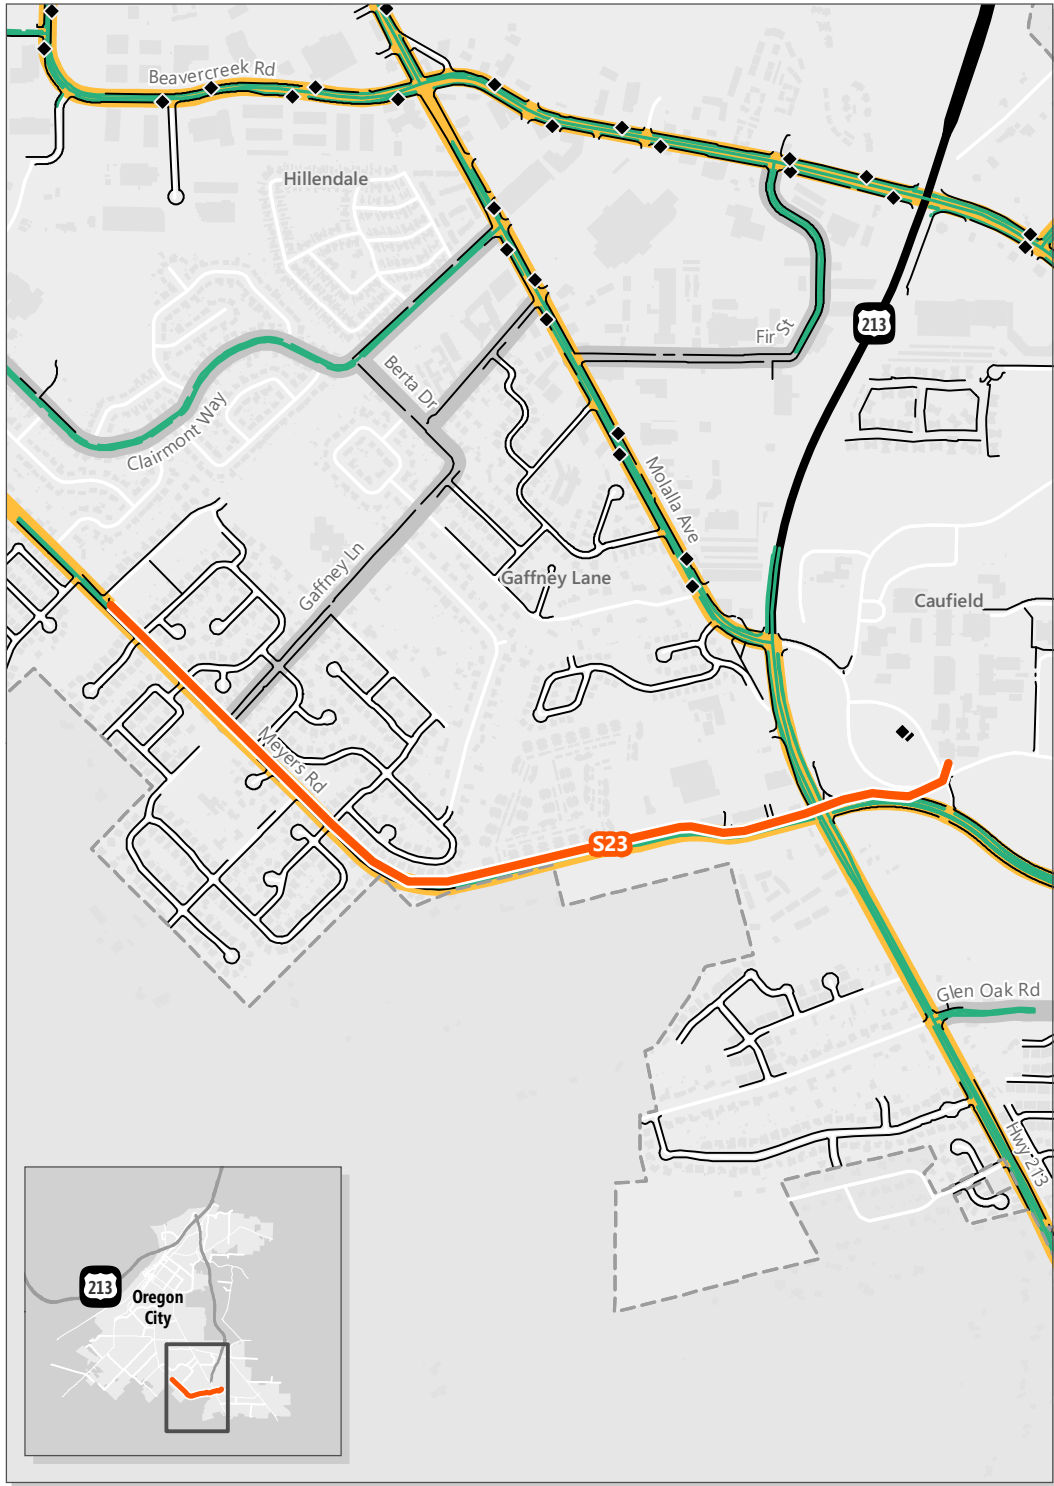 Beavercreek Rd
Hillendale
213
Fir St
Berta Dr
Clairmont Way
Molalla Ave
Gaffney Ln
Gaffney Lane
Caufield
Meyers Rd
S23
Glen Oak Rd
Hwy 213
213
Oregon
City